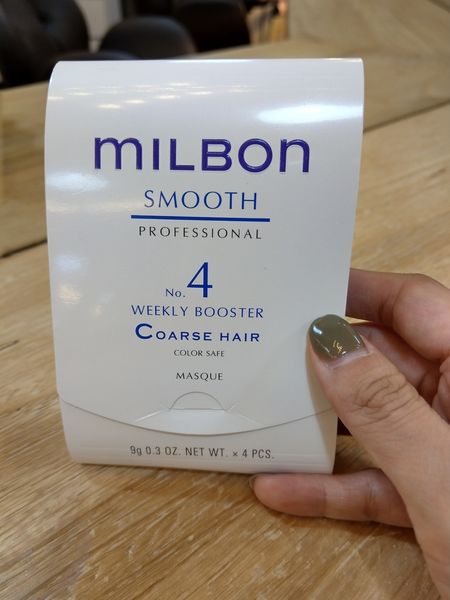 MILBON
SMOOTH
PROFESSIONAL
No. 4
WEEKLY BOOSTER
COARSE HAIR
COLOR SAFE
MASQUE
9g 0.3 OZ. NET WT. × 4 PCS.